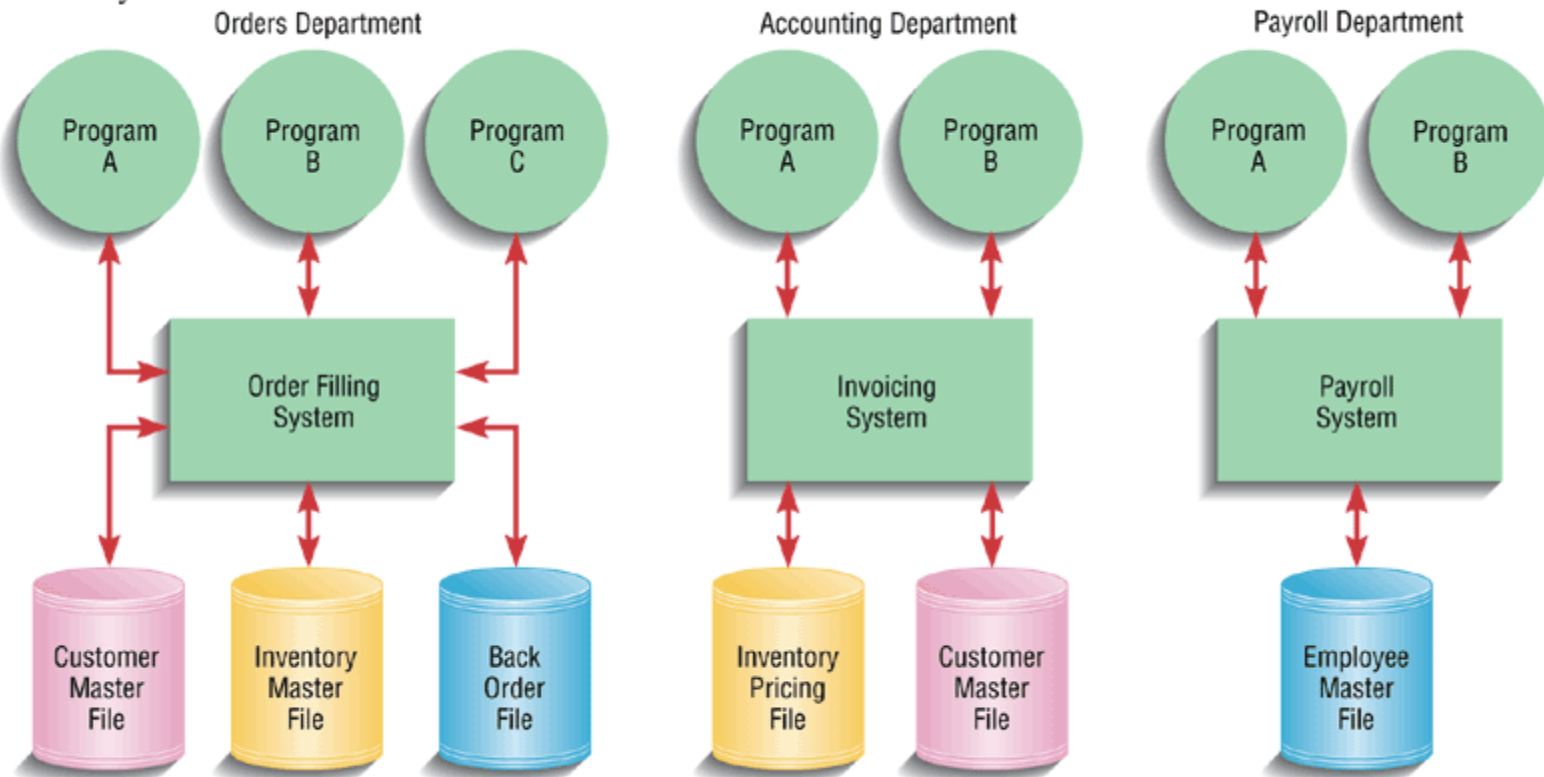 Orders Department
Accounting Department
Payroll Department
Program
A
Program
B
Program
C
Program
A
Program
B
Program
A
Program
B
Order Filling
System
Invoicing
System
Payroll
System
Customer
Master
File
Inventory
Master
File
Back
Order
File
Inventory
Pricing
File
Customer
Master
File
Employee
Master
File